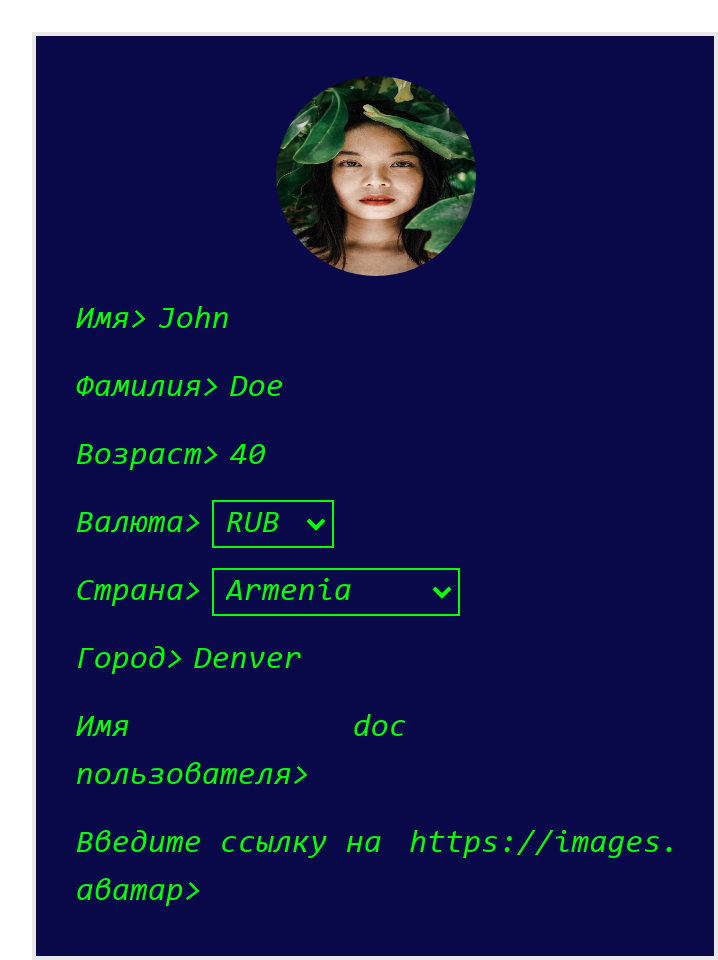 Имя> John
Фамилия> Doe
Возраст> 40
Валюта> RUB
Страна> Armenia
Город> Denver
Имя doc
пользователя>
Введите ссылку на https://images.
аватар>